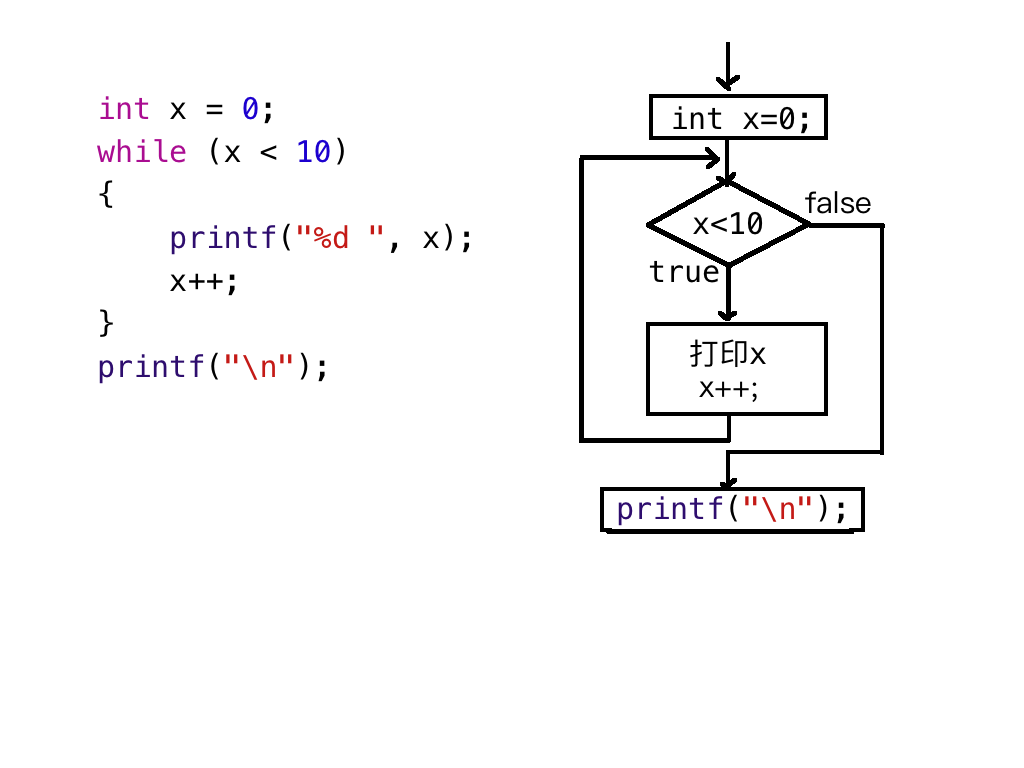 int x = 0;
while (x < 10)
{
    printf("%d ", x);
    x++;
}
printf("\n");
int x=0;
x<10
false
true
打印x
x++;
printf("\n");